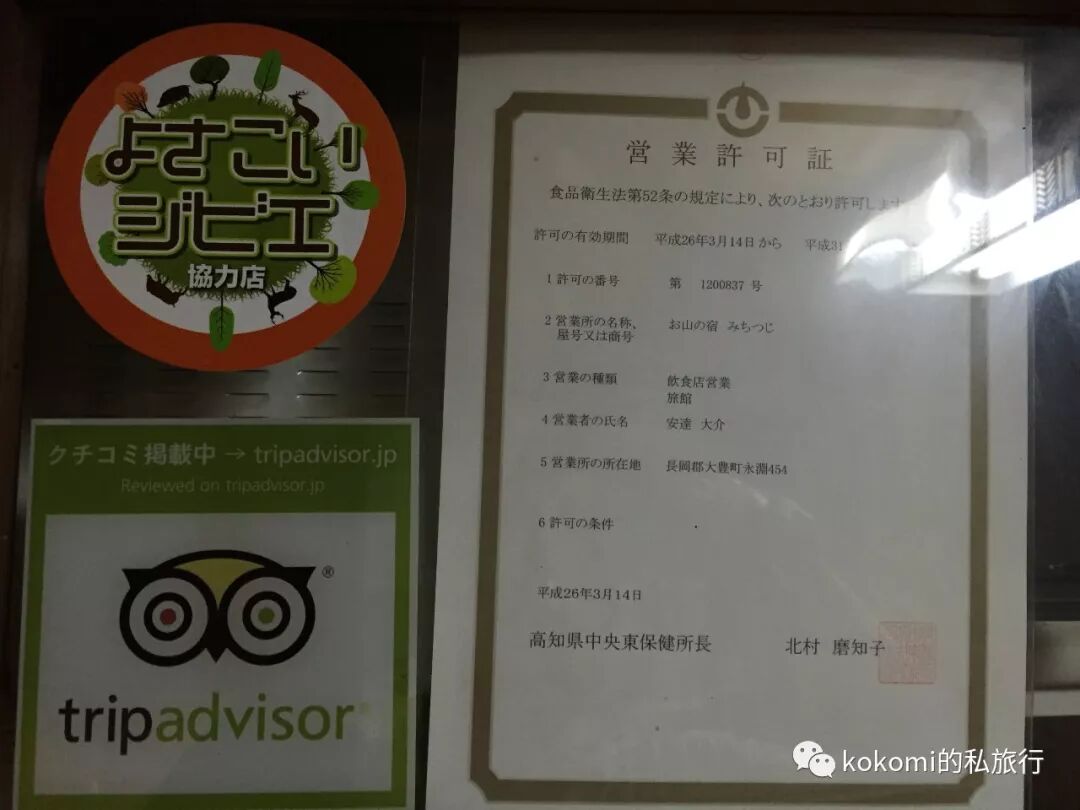 よさこい
ジビエ
協力店
クチコミ掲載中 → tripadvisor.jp
Reviewed on tripadvisor.jp
®
tripadvisor
営業許可証
食品衛生法第52条の規定により、次のとおり許可します
許可の有効期間 平成26年3月14日から 平成31
1 許可の番号 第 1200837 号
2 営業所の名称、 お山の宿 みちつじ
屋号又は商号
3 営業の種類 飲食店営業
旅館
4 営業者の氏名 安達 大介
5 営業所の所在地 長岡郡大豊町永淵454
6 許可の条件
平成26年3月14日
高知県中央東保健所長 北村 磨知子
kokomi的私旅行